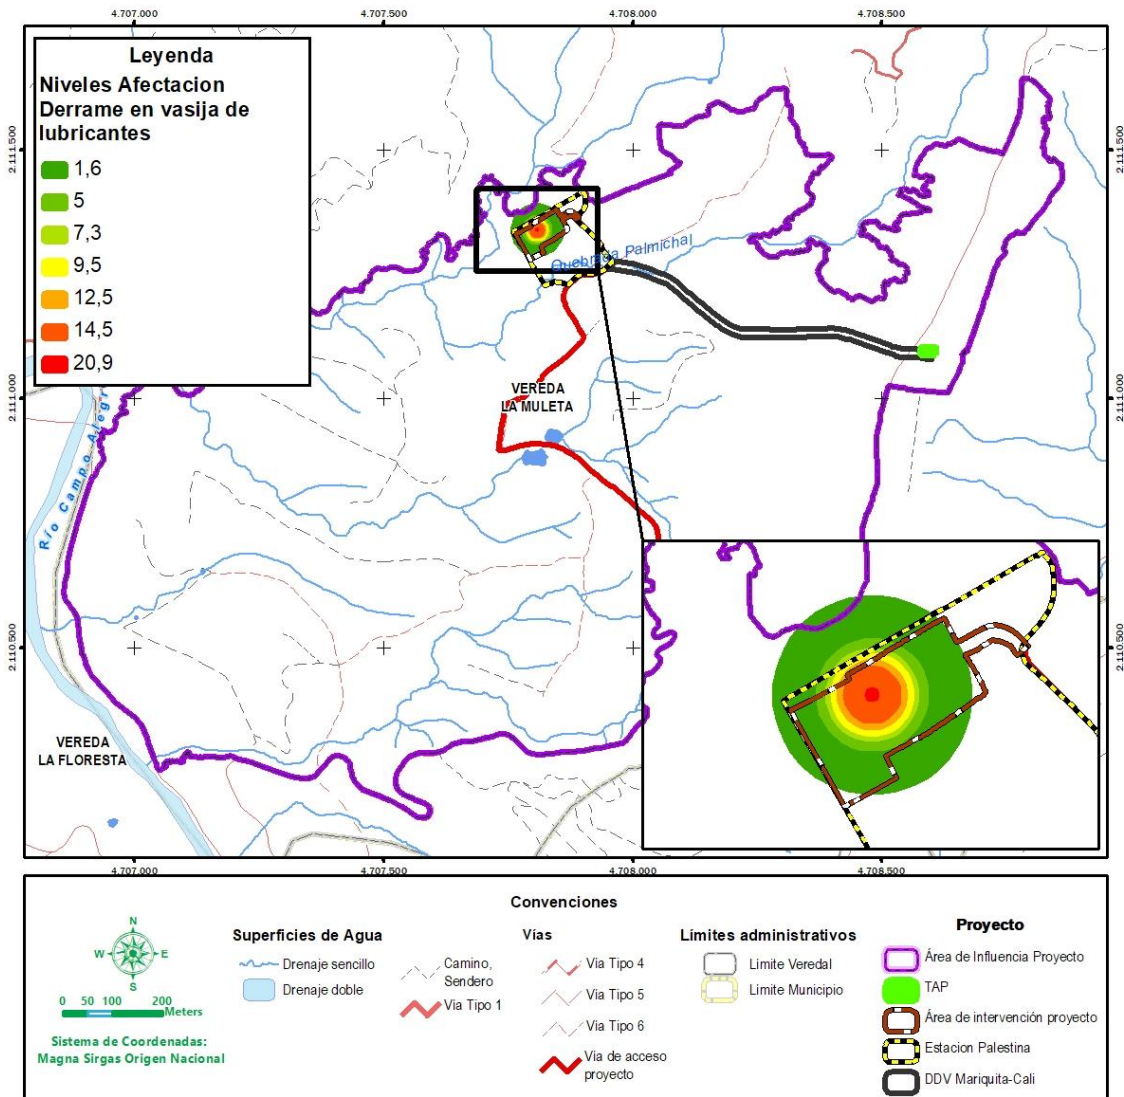 4.707.000
4.707.500
4.708.000
4.708.500
Leyenda
Niveles Afectacion
Derrame en vasija de
lubricantes
1,6
5
7,3
9,5
12,5
14,5
20,9
2.111.500
2.111.500
Quebrada Palmichal
2.111.000
VEREDA
LA MULETA
Río Campo Alegr
2.110.500
2.110.500
VEREDA
LA FLORESTA
4.707.000
4.707.500
4.708.000
4.708.500
Convenciones
N
W
E
S
0 50 100 200
Meters
Sistema de Coordenadas:
Magna Sirgas Origen Nacional
Superficies de Agua
Drenaje sencillo
Drenaje doble
Vías
Camino,
Sendero
Via Tipo 1
Via Tipo 4
Via Tipo 5
Via Tipo 6
Via de acceso
proyecto
Límites administrativos
Limite Veredal
Limite Municipio
Proyecto
Área de Influencia Proyecto
TAP
Área de intervención proyecto
Estacion Palestina
DDV Mariquita-Cali
2.111.000